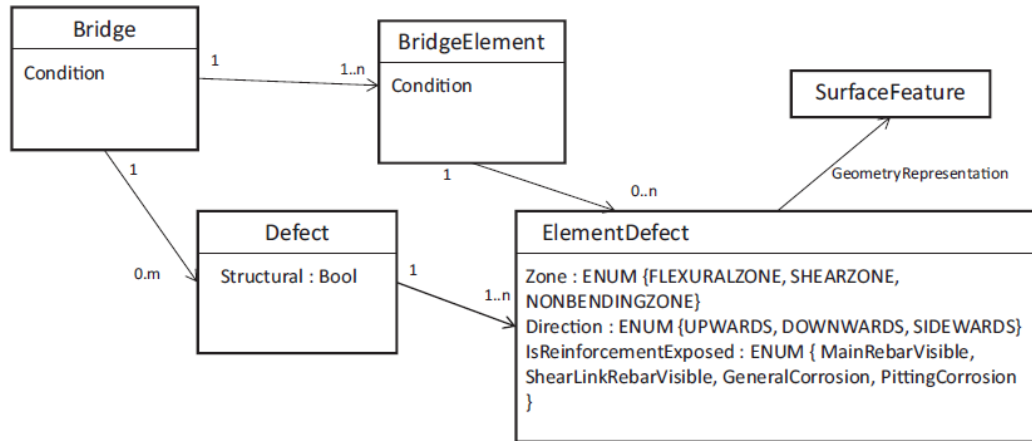 Bridge
Condition
1
1..n
BridgeElement
Condition
SurfaceFeature
1
1
0..n
GeometryRepresentation
0.m
Defect
Structural : Bool
1
1..n
ElementDefect
Zone : ENUM {FLEXURALZONE, SHEARZONE,
NONBENDINGZONE}
Direction : ENUM {UPWARDS, DOWNWARDS, SIDEWARDS}
IsReinforcementExposed : ENUM { MainRebarVisible,
ShearLinkRebarVisible, GeneralCorrosion, PittingCorrosion
}